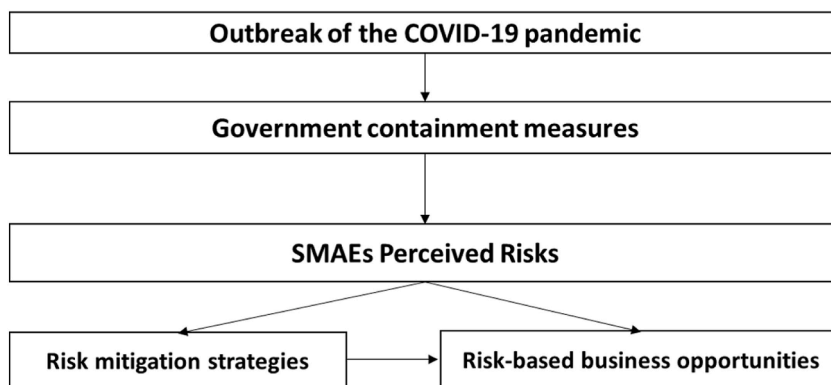 Outbreak of the COVID-19 pandemic
Government containment measures
SMAEs Perceived Risks
Risk mitigation strategies
Risk-based business opportunities